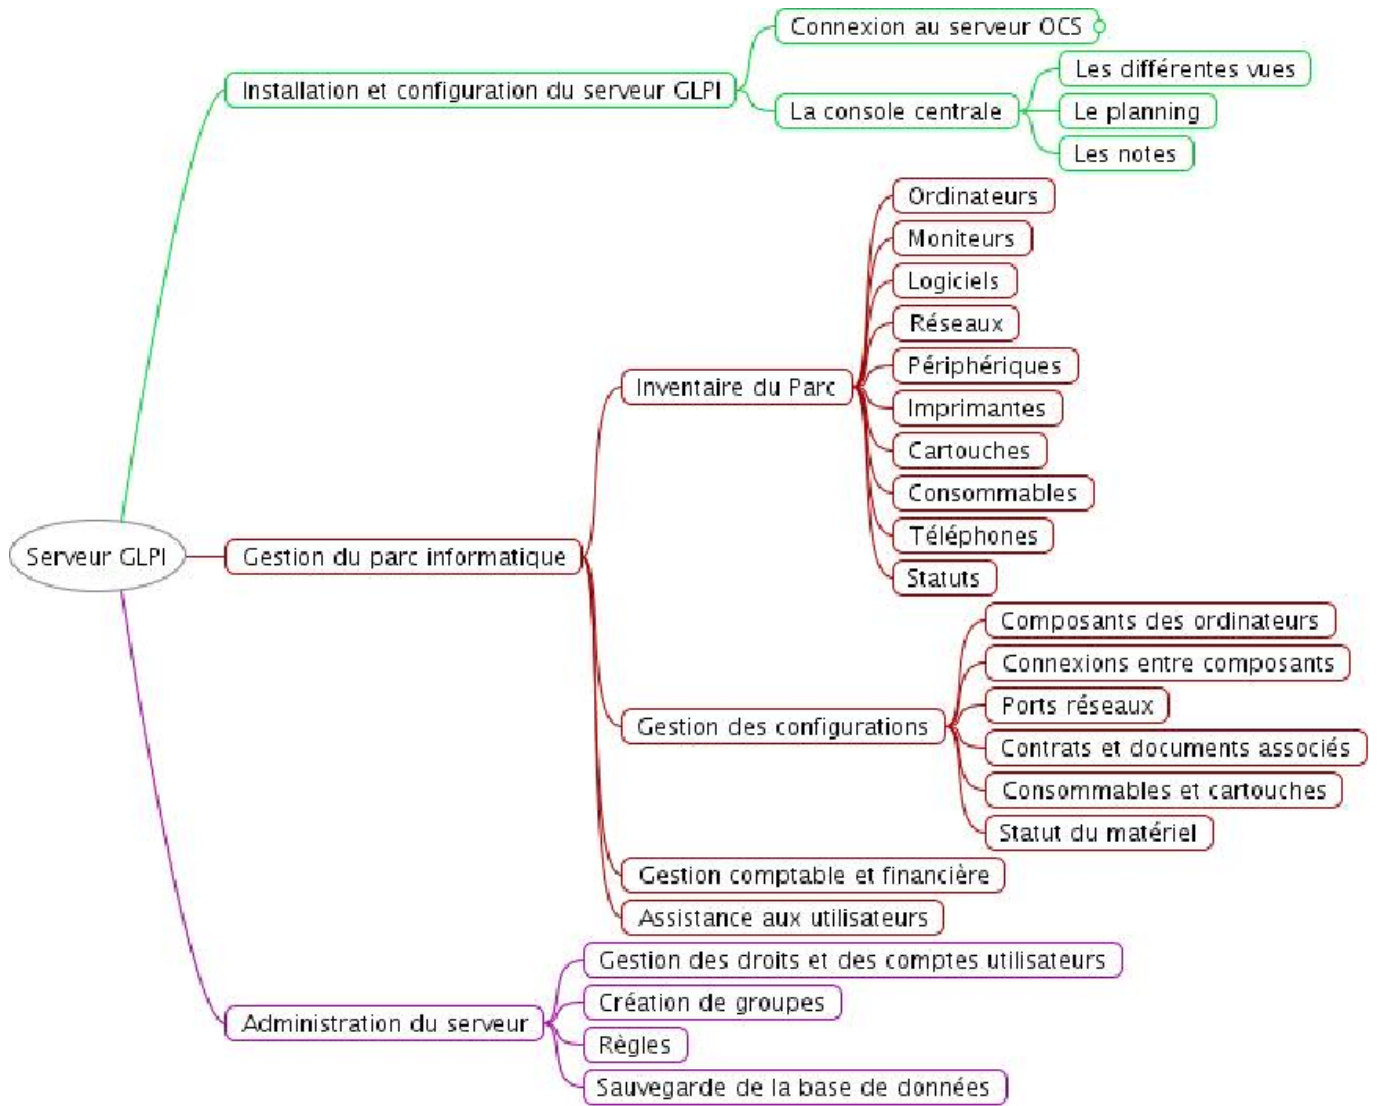 Connexion au serveur OCS
Installation et configuration du serveur GLPI
Les différentes vues
La console centrale
Le planning
Les notes
Ordinateurs
Moniteurs
Logiciels
Réseaux
Périphériques
Inventaire du Parc
Imprimantes
Cartouches
Consommables
Téléphones
Serveur GLPI
Gestion du parc informatique
Statuts
Composants des ordinateurs
Connexions entre composants
Ports réseaux
Gestion des configurations
Contrats et documents associés
Consommables et cartouches
Statut du matériel
Gestion comptable et financière
Assistance aux utilisateurs
Gestion des droits et des comptes utilisateurs
Création de groupes
Administration du serveur
Règles
Sauvegarde de la base de données